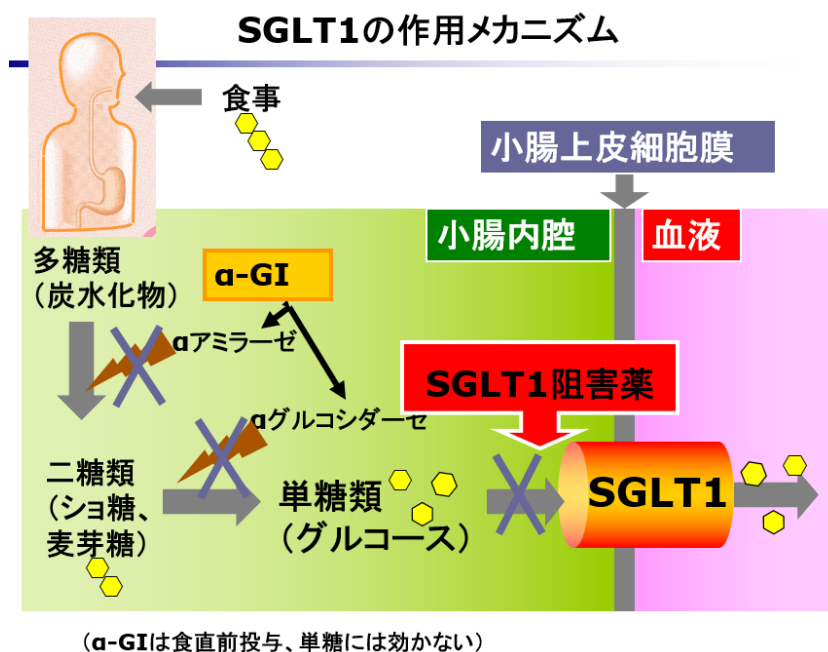 SGLT1の作用メカニズム
食事
小腸上皮細胞膜
小腸内腔
血液
多糖類
（炭水化物）
α-GI
αアミラーゼ
SGLT1阻害薬
αグルコシダーゼ
二糖類
（ショ糖、
麦芽糖）
単糖類
（グルコース）
SGLT1
（α-GIは食直前投与、単糖には効かない）